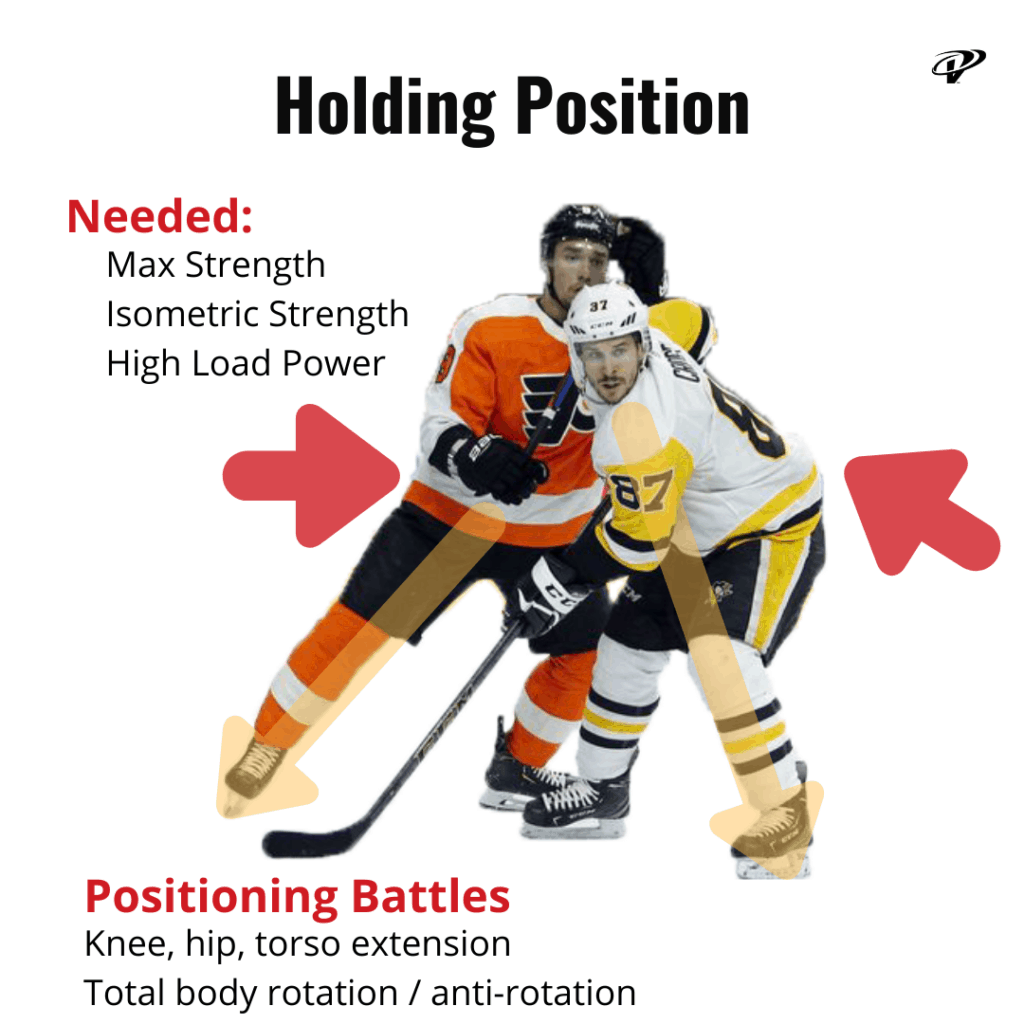 Holding Position
Needed:
Max Strength
Isometric Strength
High Load Power
CCM
87
Positioning Battles
Knee, hip, torso extension
Total body rotation / anti-rotation